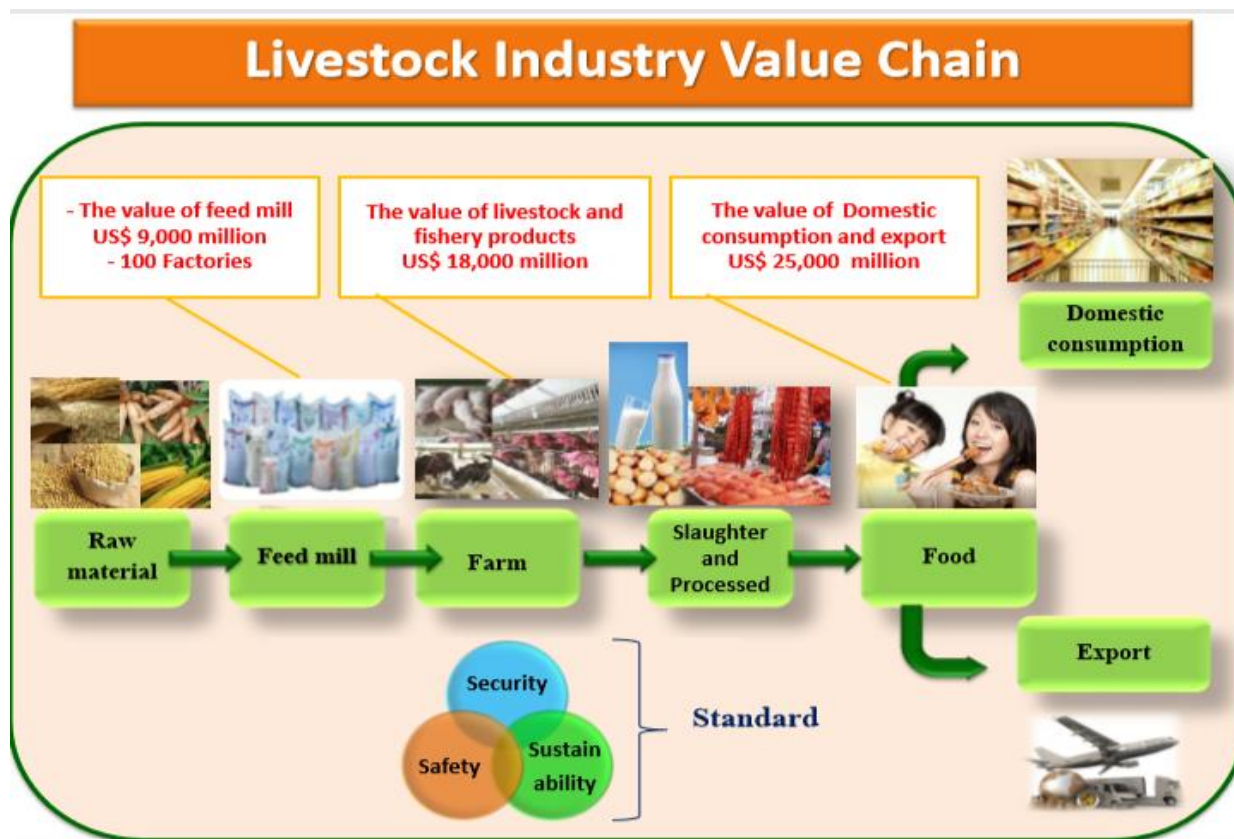 Livestock Industry Value Chain
- The value of feed mill
US$ 9,000 million
- 100 Factories
The value of livestock and
fishery products
US$ 18,000 million
The value of Domestic
consumption and export
US$ 25,000 million
Domestic
consumption
Raw
material
Feed mill
Farm
Slaughter
and
Processed
Food
Export
Security
Safety
Sustain
ability
Standard